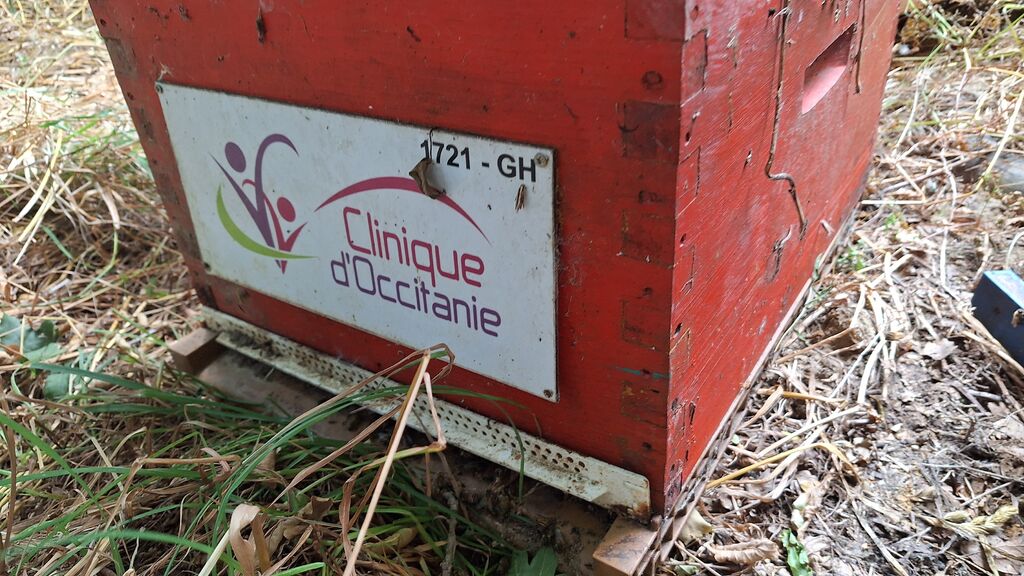 1721 - GH
Clinique
d'Occitanie